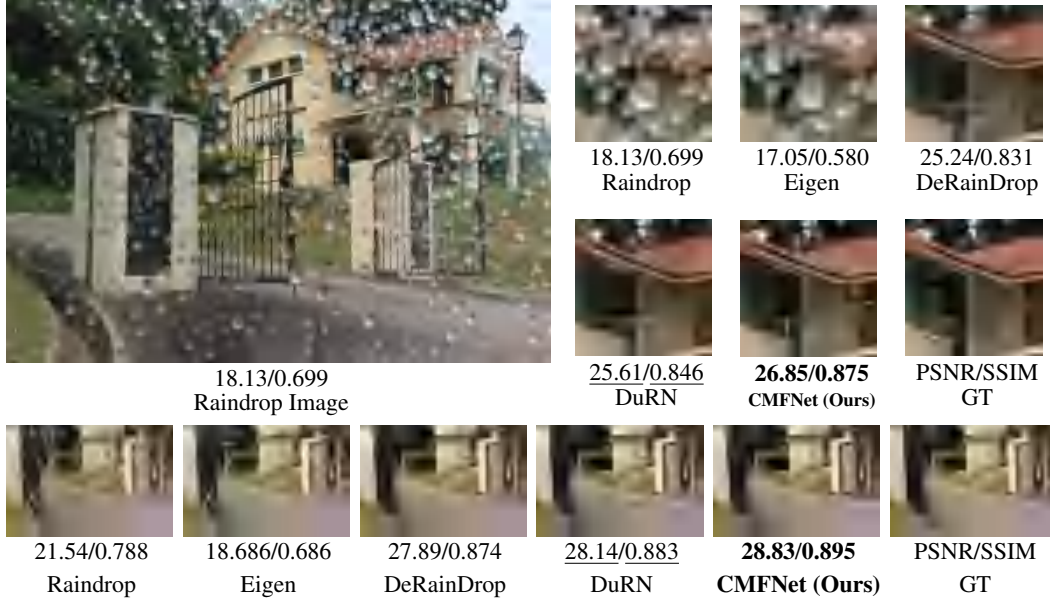 18.13/0.699 17.05/0.580 25.24/0.831
Raindrop Eigen DeRainDrop
18.13/0.699
Raindrop Image
25.61/0.846 26.85/0.875 PSNR/SSIM
DuRN CMFNet (Ours) GT
21.54/0.788 18.686/0.686 27.89/0.874 28.14/0.883 28.83/0.895 PSNR/SSIM
Raindrop Eigen DeRainDrop DuRN CMFNet (Ours) GT